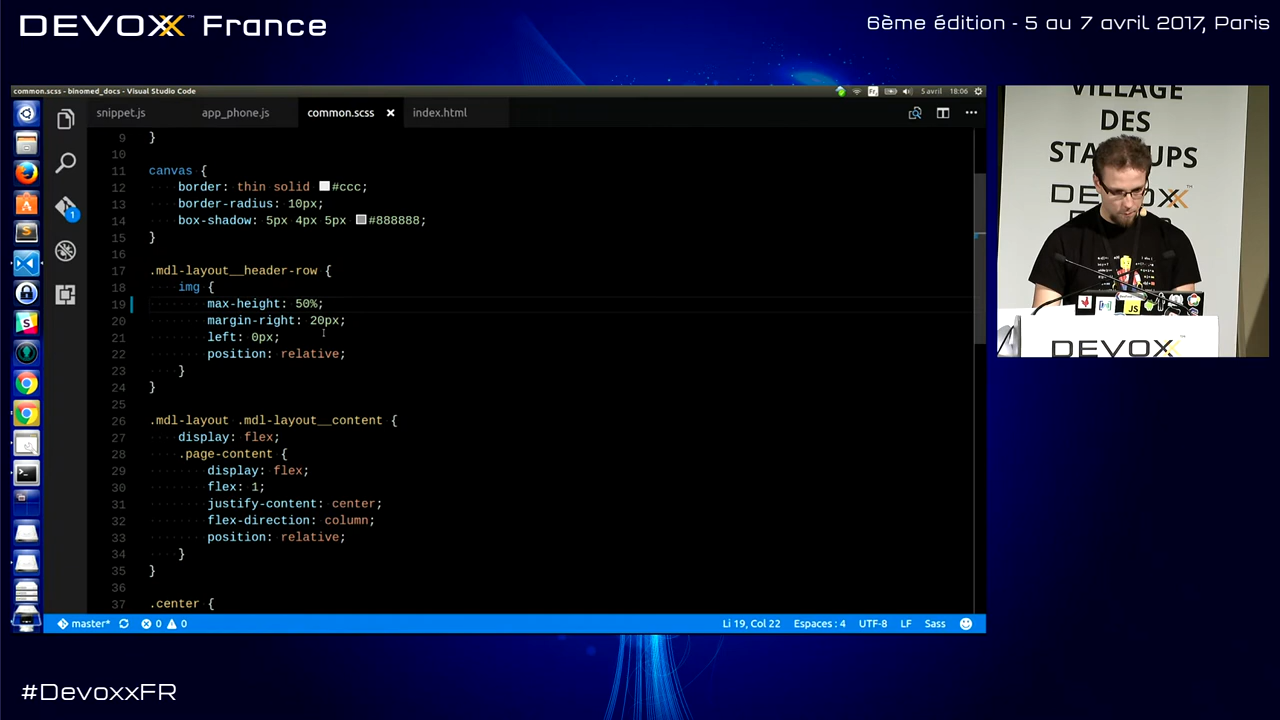 DEVOXX™ France
6ème édition - 5 au 7 avril 2017, Paris
common.scss - binomed_docs - Visual Studio Code
Fr
5 avril 18:06
snippet.js
app_phone.js
common.scss
index.html
9 }
10
11 canvas {
12 border: thin solid #ccc;
13 border-radius: 10px;
14 box-shadow: 5px 4px 5px #888888;
15 }
16
17 .mdl-layout__header-row {
18 img {
19 max-height: 50%;
20 margin-right: 20px;
21 left: 0px;
22 position: relative;
23 }
24 }
25
26 .mdl-layout .mdl-layout__content {
27 display: flex;
28 .page-content {
29 display: flex;
30 flex: 1;
31 justify-content: center;
32 flex-direction: column;
33 position: relative;
34 }
35 }
36
37 .center {
1
master* 0 0
Li 19, Col 22 Espaces : 4 UTF-8 LF Sass
VILLAGE
DES
DEVOXX
JS
DEVOXX
#DevoxxFR